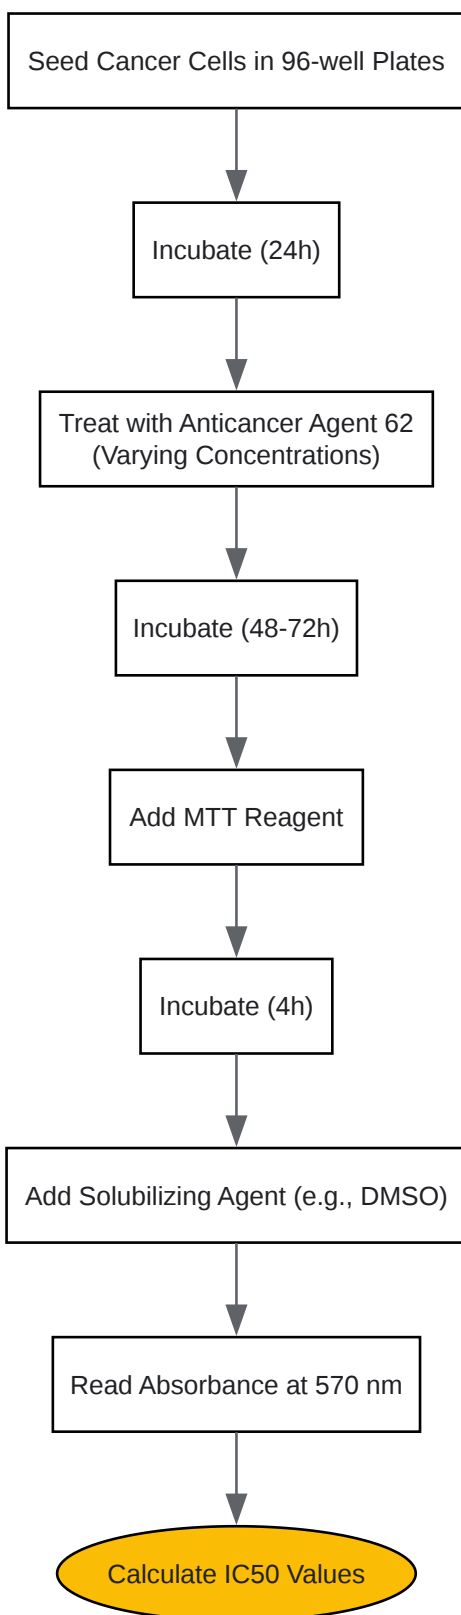 Seed Cancer Cells in 96-well Plates
Incubate (24h)
Treat with Anticancer Agent 62
(Varying Concentrations)
Incubate (48-72h)
Add MTT Reagent
Incubate (4h)
Add Solubilizing Agent (e.g., DMSO)
Read Absorbance at 570 nm
Calculate IC50 Values